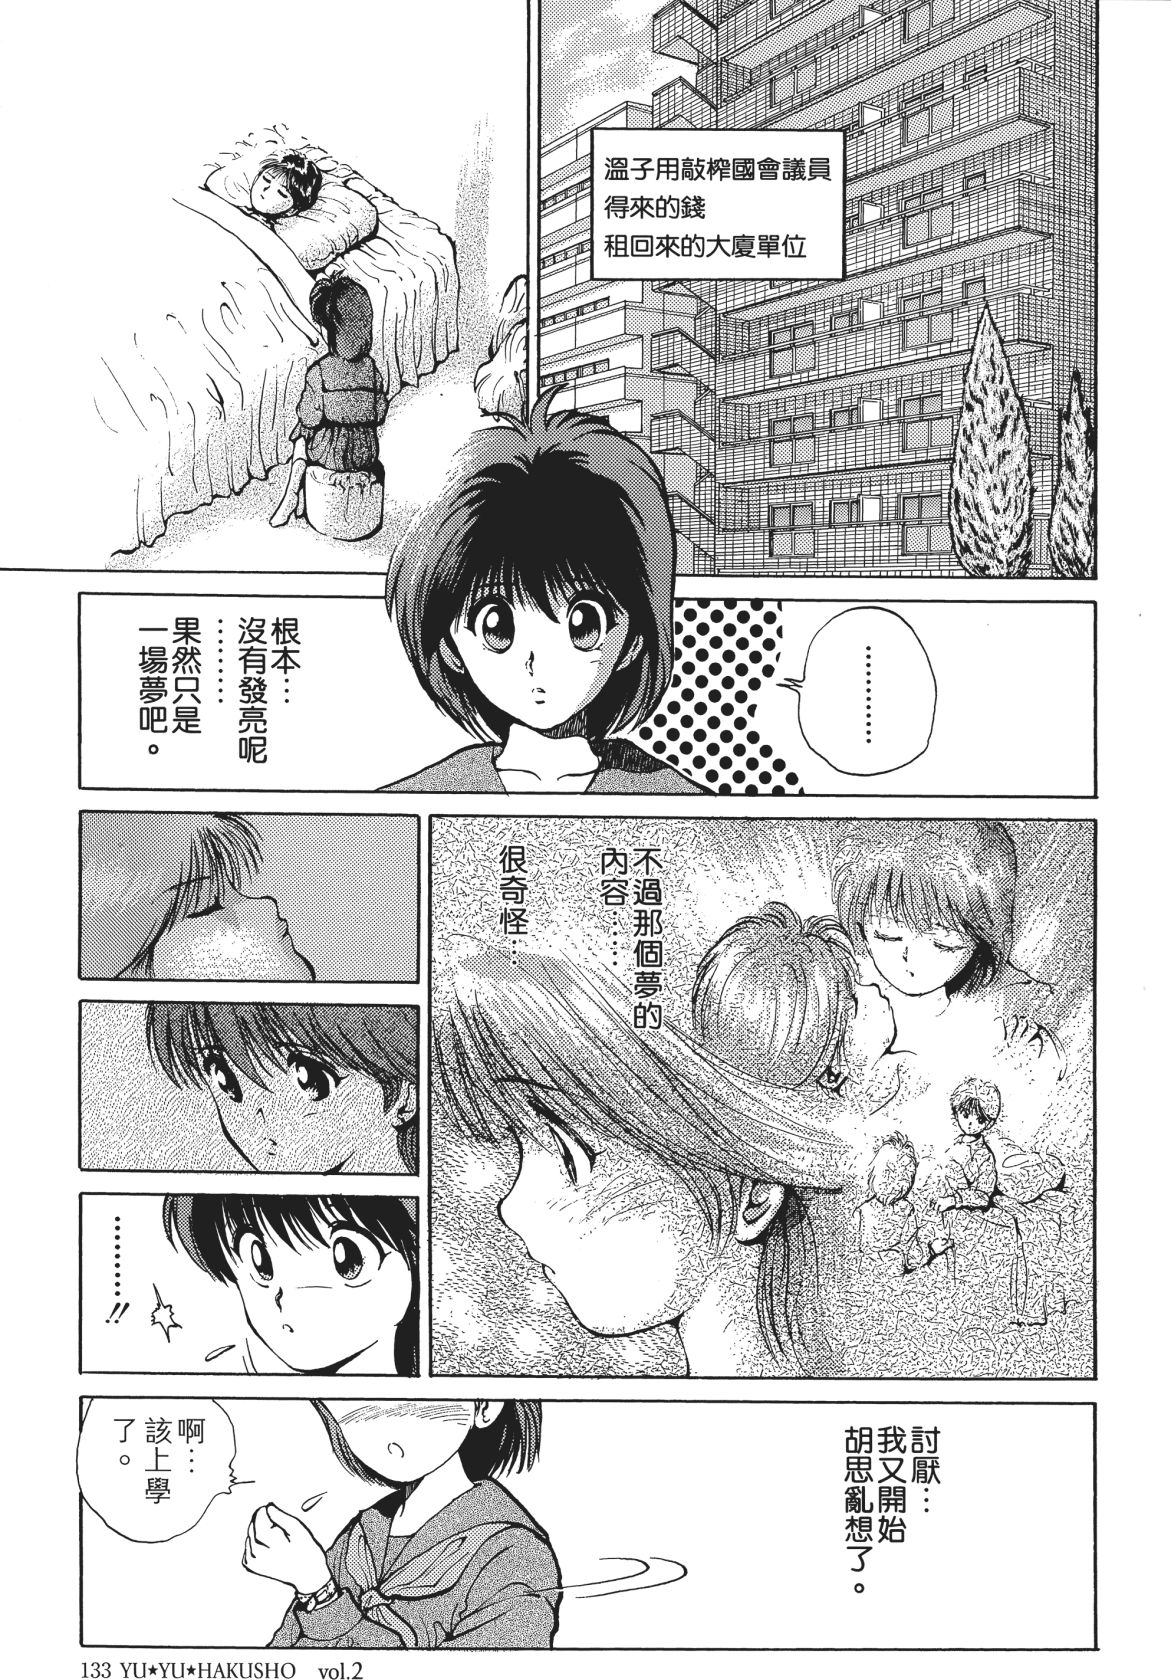 溫子用敲榨國會議員
得來的錢
租回來的大廈單位
………
根本…
沒有發亮呢
………
果然只是
一場夢吧。
不過那個夢的
內容……
很奇怪…
………!!
討厭…
我又開始
胡思亂想了。
啊…
該上學
了。
133 YU★YU★HAKUSHO vol.2